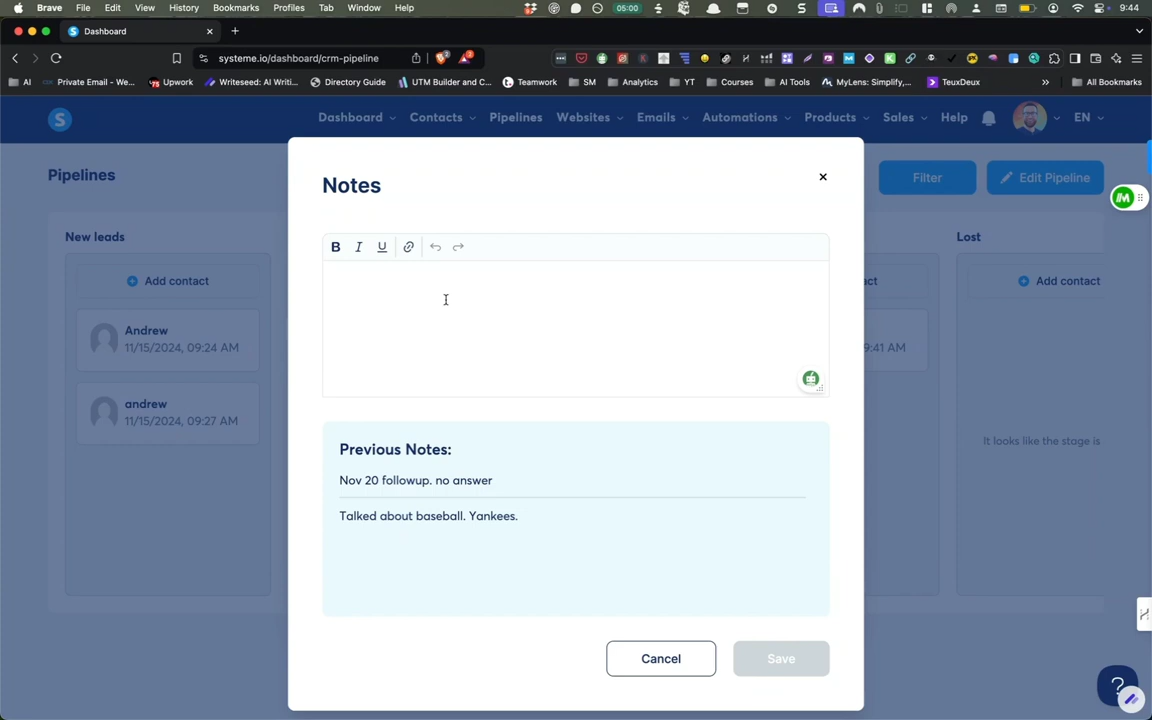 Brave File Edit View History Bookmarks Profiles Tab Window Help 05:00 9:44
Dashboard
systeme.io/dashboard/crm-pipeline
AI Private Email - We... Upwork Writeseed: AI Writi... Directory Guide UTM Builder and C... Teamwork SM Analytics YT Courses AI Tools MyLens: Simplify,... TeuxDeux All Bookmarks
Dashboard Contacts Pipelines Websites Emails Automations Products Sales Help EN
Pipelines
Filter
Edit Pipeline
Notes
New leads
Lost
B I U
Add contact
act
Add contact
Andrew
11/15/2024, 09:24 AM
9:41 AM
andrew
11/15/2024, 09:27 AM
It looks like the stage is
Previous Notes:
Nov 20 followup. no answer
Talked about baseball. Yankees.
Cancel
Save